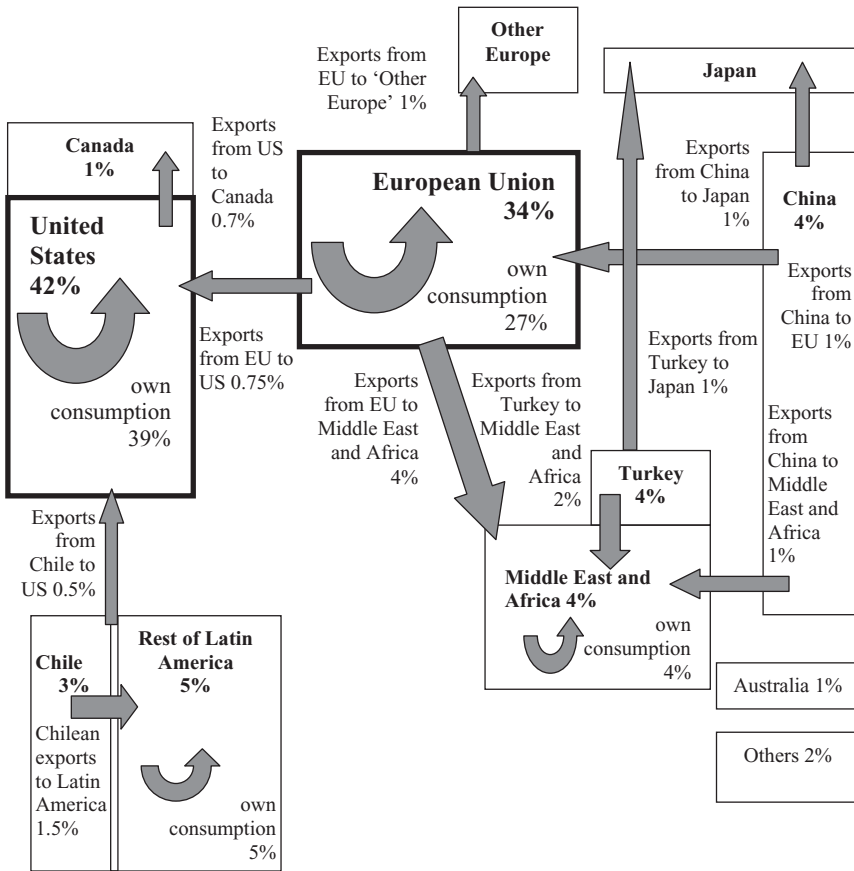 Other
Europe
Exports from
EU to ‘Other
Europe’ 1%
Japan
Canada
1%
Exports
from US
to
Canada
0.7%
European Union
34%
own
consumption
27%
Exports
from China
to Japan
1%
China
4%
Exports
from
China to
EU 1%
United
States
42%
own
consumption
39%
Exports
from EU to
US 0.75%
Exports
from EU to
Middle East
and Africa
4%
Exports from
Turkey to
Middle East
and
Africa
2%
Exports from
Turkey to
Japan 1%
Exports
from
China to
Middle
East and
Africa
1%
Turkey
4%
Exports
from
Chile to
US 0.5%
Middle East and
Africa 4%
own
consumption
4%
Chile
3%
Chilean
exports
to Latin
America
1.5%
Rest of Latin
America
5%
own
consumption
5%
Australia 1%
Others 2%